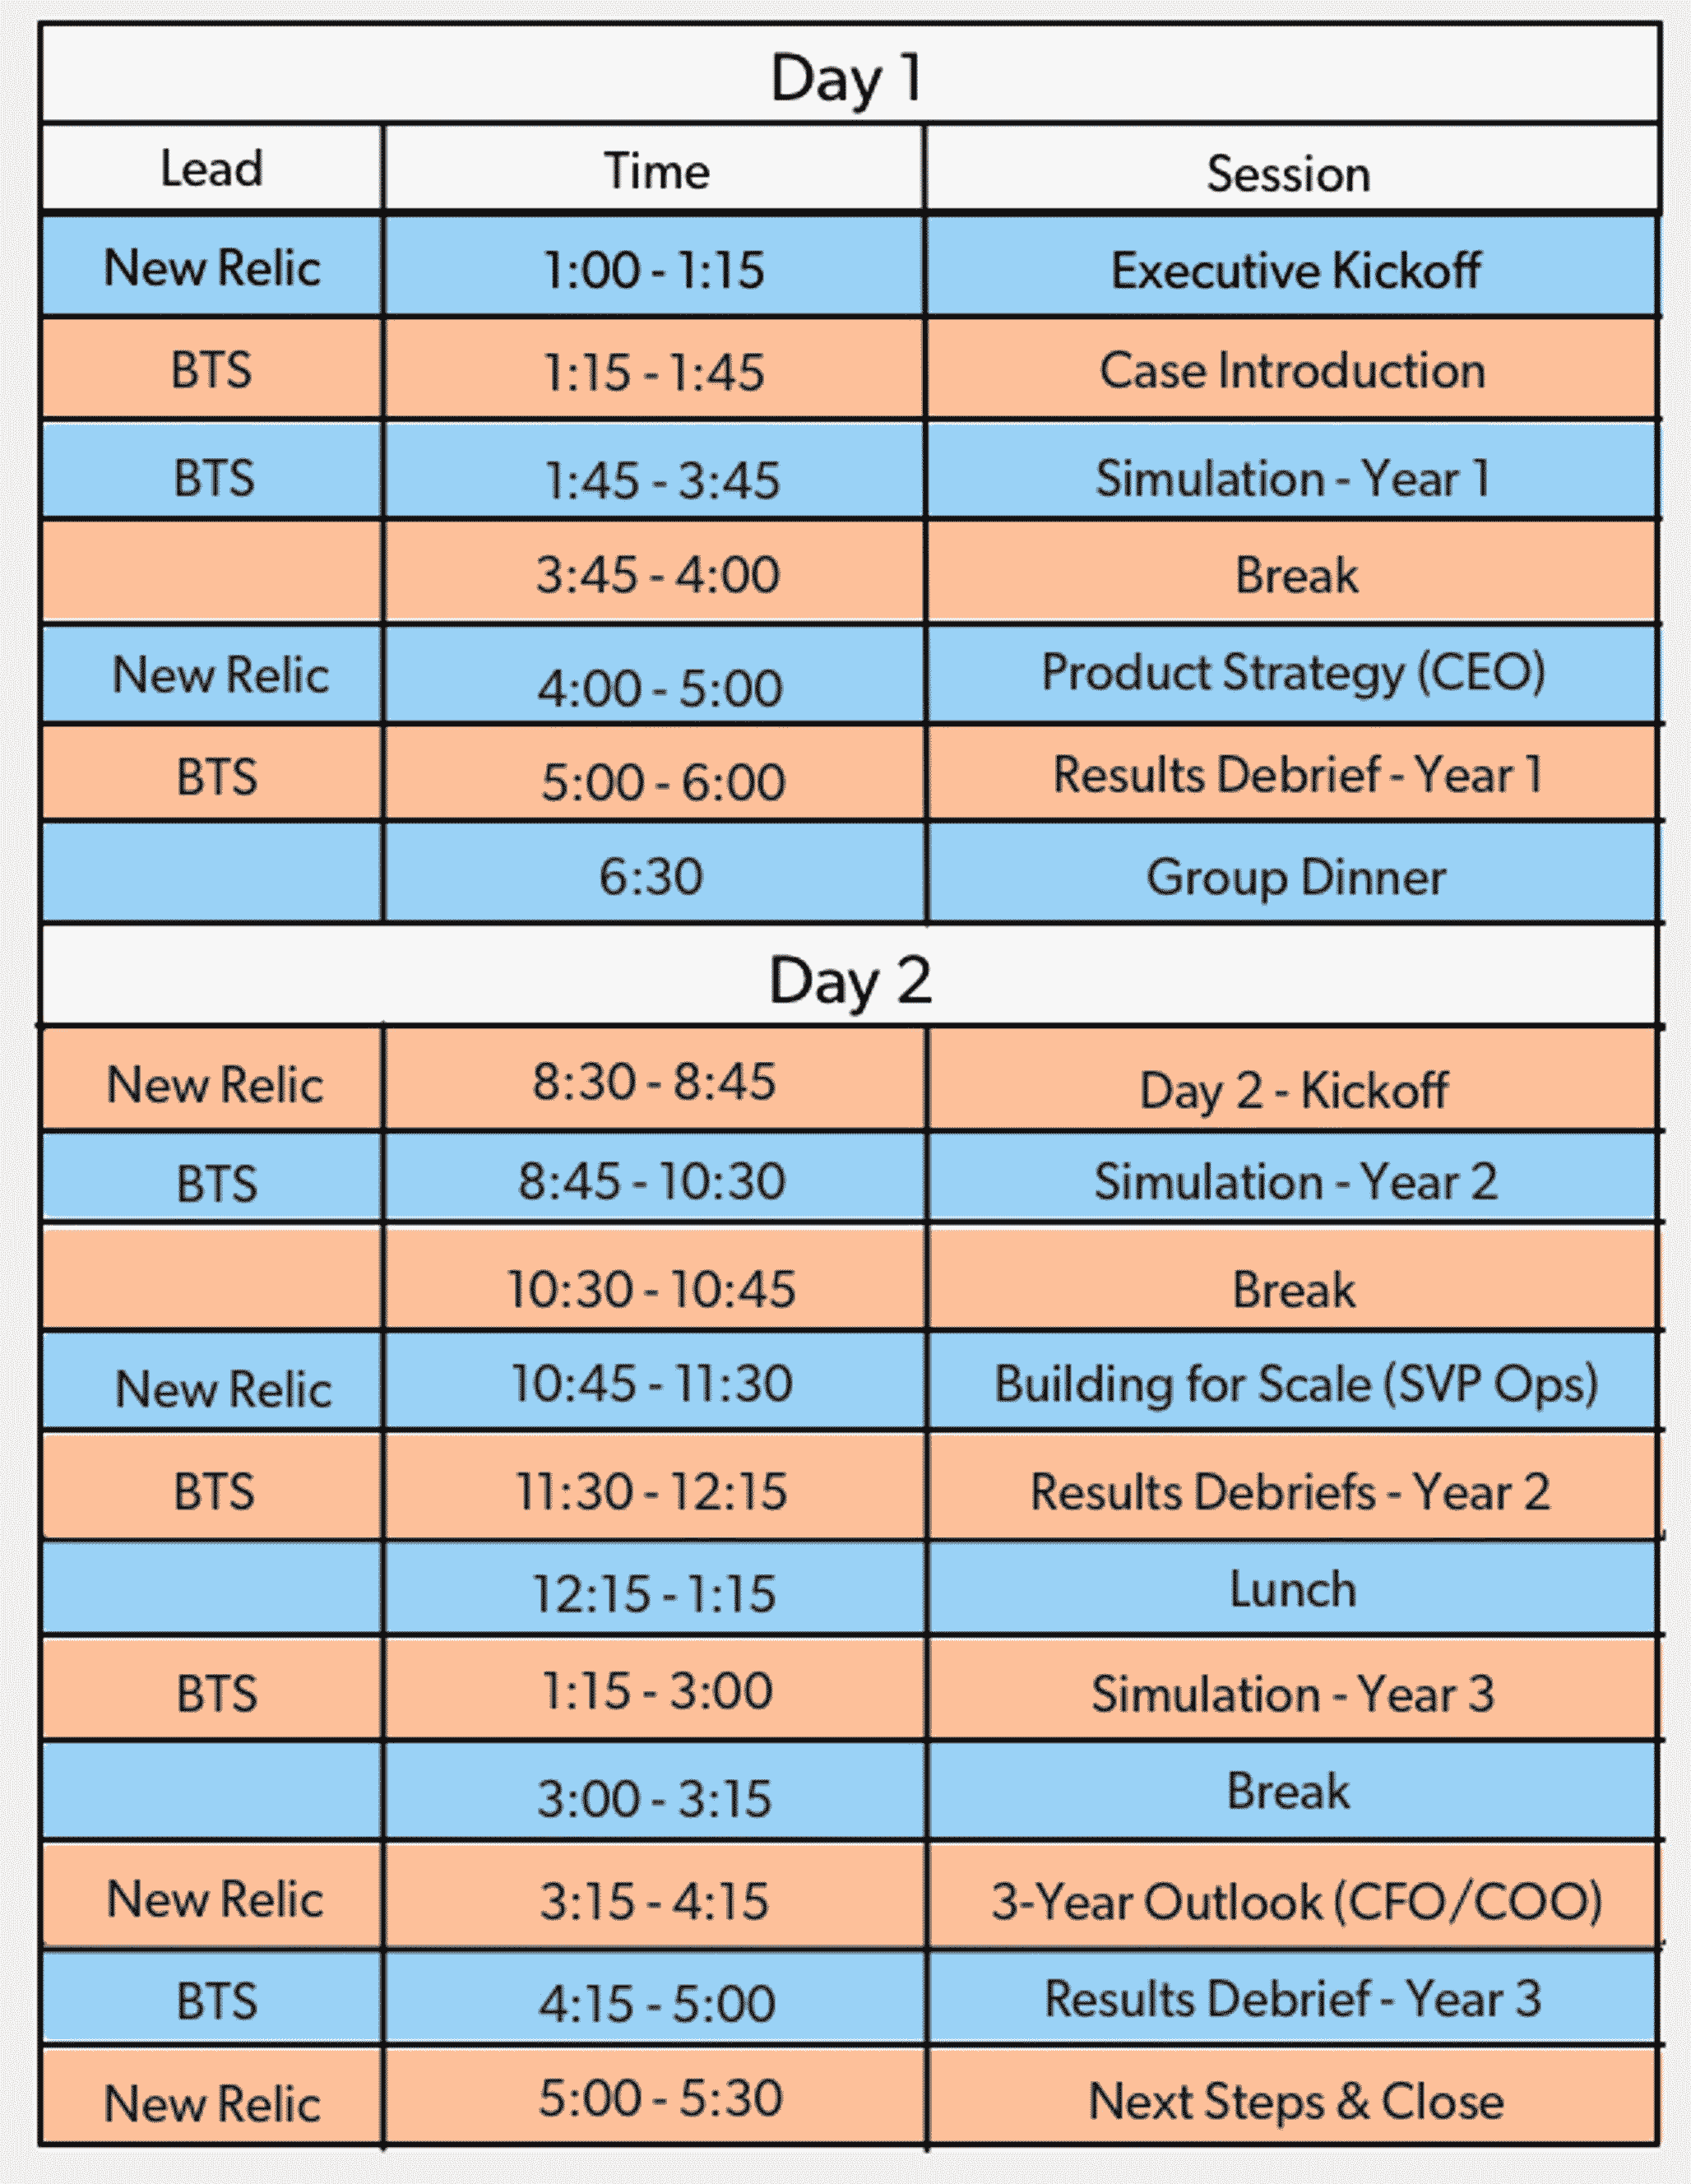 Day 1
Lead Time Session
New Relic 1:00 - 1:15 Executive Kickoff
BTS 1:15 - 1:45 Case Introduction
BTS 1:45 - 3:45 Simulation - Year 1
3:45 - 4:00 Break
New Relic 4:00 - 5:00 Product Strategy (CEO)
BTS 5:00 - 6:00 Results Debrief - Year 1
6:30 Group Dinner
Day 2
New Relic 8:30 - 8:45 Day 2 - Kickoff
BTS 8:45 - 10:30 Simulation - Year 2
10:30 - 10:45 Break
New Relic 10:45 - 11:30 Building for Scale (SVP Ops)
BTS 11:30 - 12:15 Results Debriefs - Year 2
12:15 - 1:15 Lunch
BTS 1:15 - 3:00 Simulation - Year 3
3:00 - 3:15 Break
New Relic 3:15 - 4:15 3-Year Outlook (CFO/COO)
BTS 4:15 - 5:00 Results Debrief - Year 3
New Relic 5:00 - 5:30 Next Steps & Close